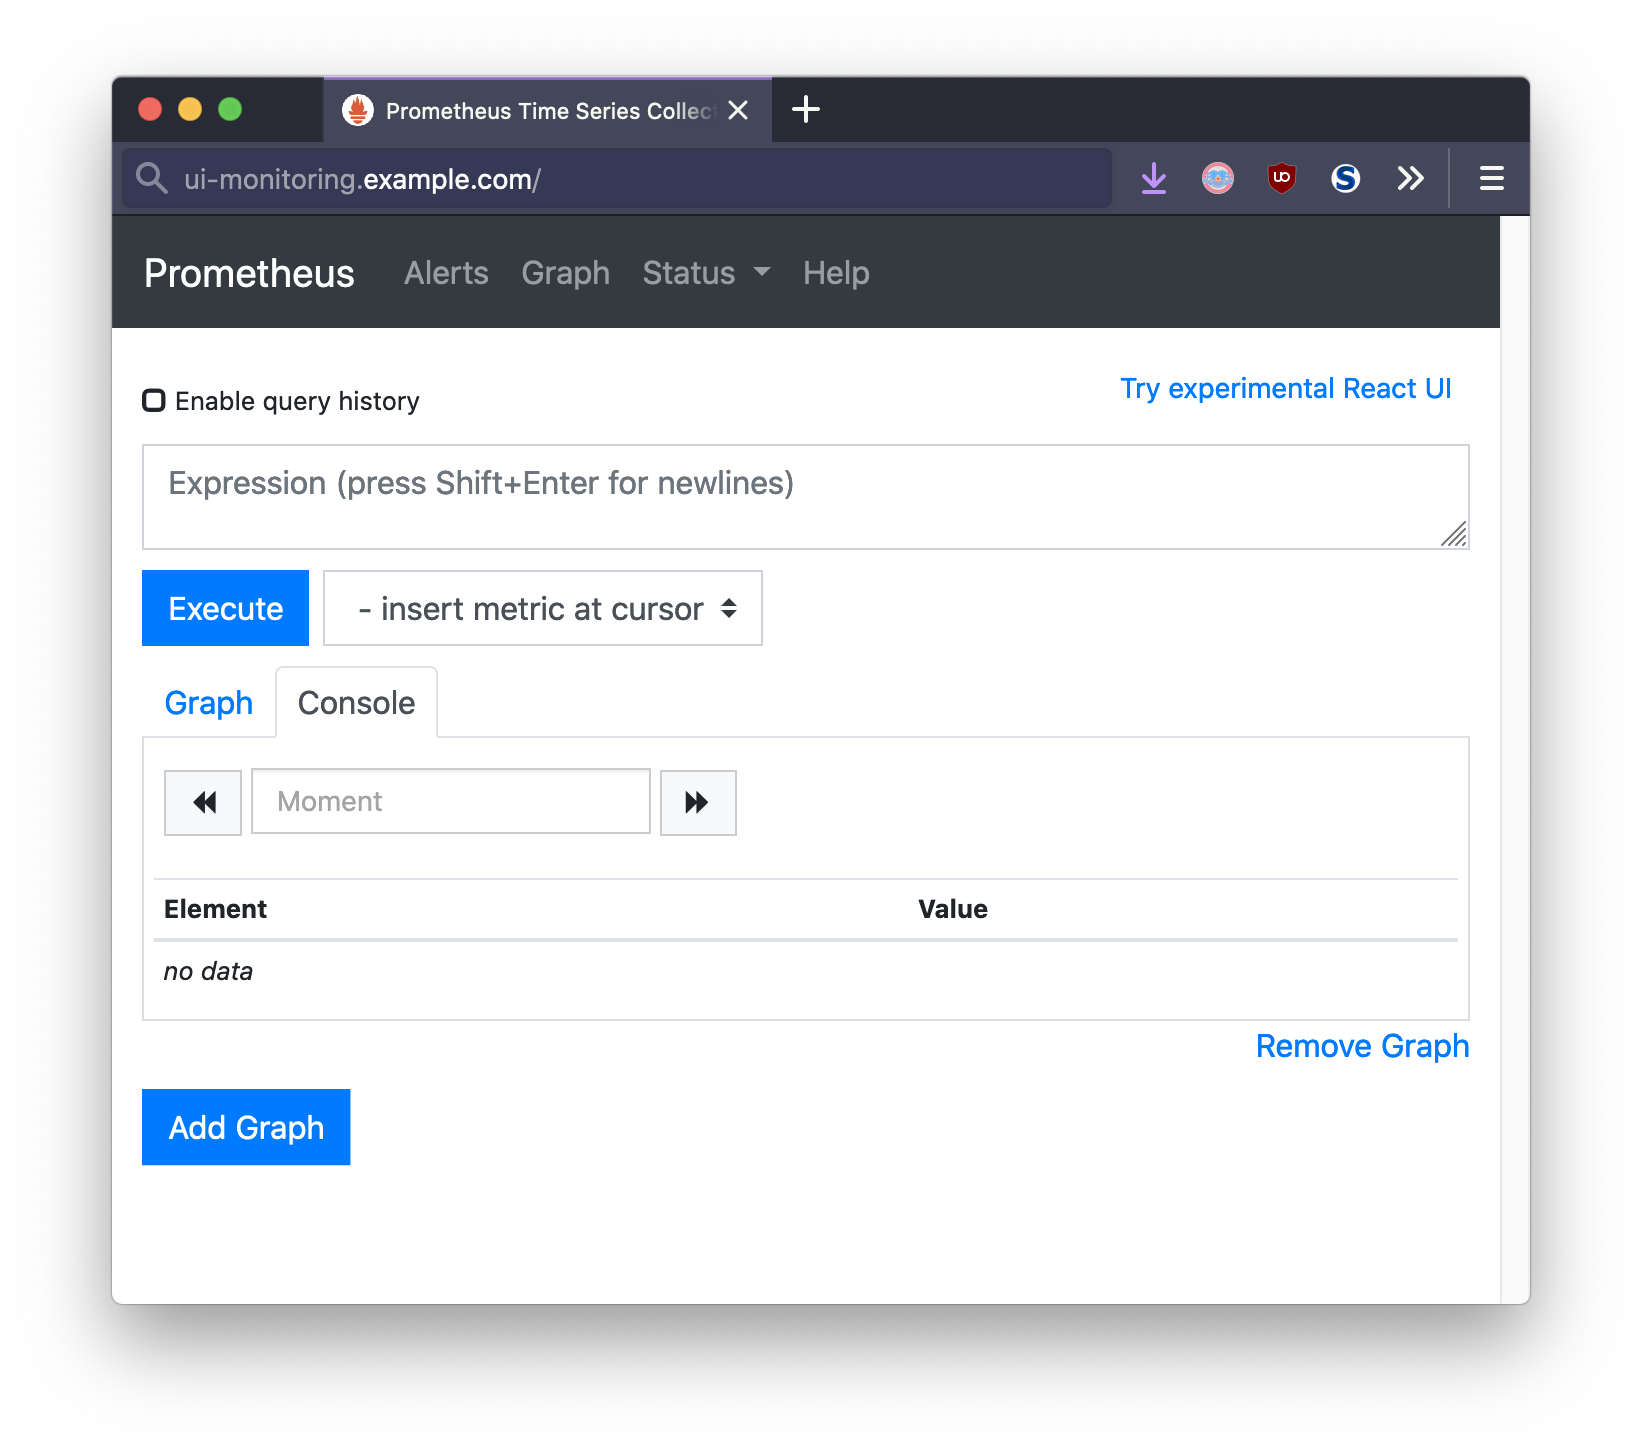 Prometheus Time Series Collect
ui-monitoring.example.com/
Prometheus Alerts Graph Status Help
Enable query history
Try experimental React UI
Expression (press Shift+Enter for newlines)
Execute - insert metric at cursor
Graph Console
Moment
Element Value
no data
Remove Graph
Add Graph